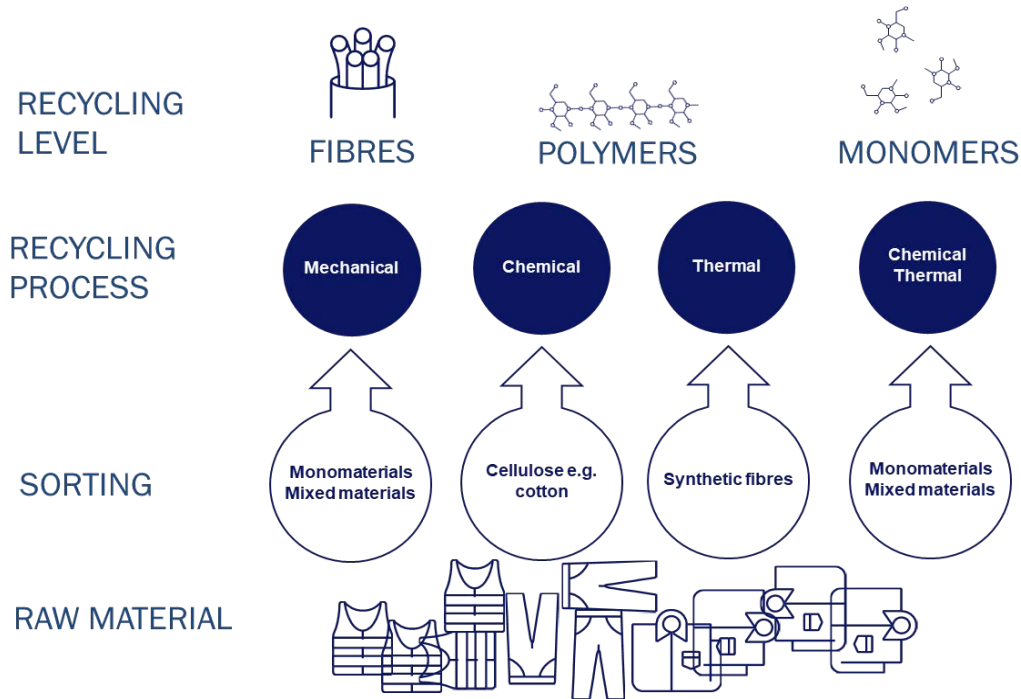 RECYCLING
LEVEL
FIBRES
POLYMERS
MONOMERS
RECYCLING
PROCESS
Mechanical
Chemical
Thermal
Chemical
Thermal
SORTING
Monomaterials
Mixed materials
Cellulose e.g.
cotton
Synthetic fibres
Monomaterials
Mixed materials
RAW MATERIAL